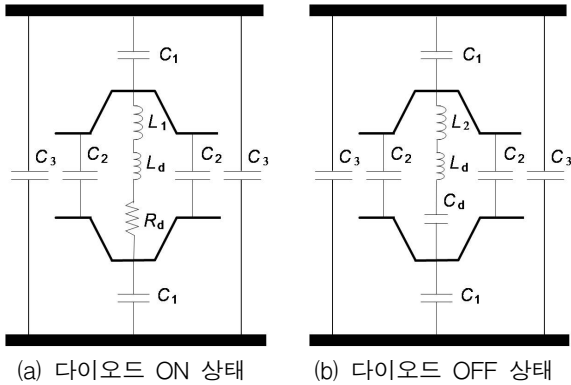 C1 C1
L1 L2
C3 C2 Ld C2 C3 C3 C2 Ld C2 C3
Rd Cd
C1 C1
(a) 다이오드 ON 상태 (b) 다이오드 OFF 상태